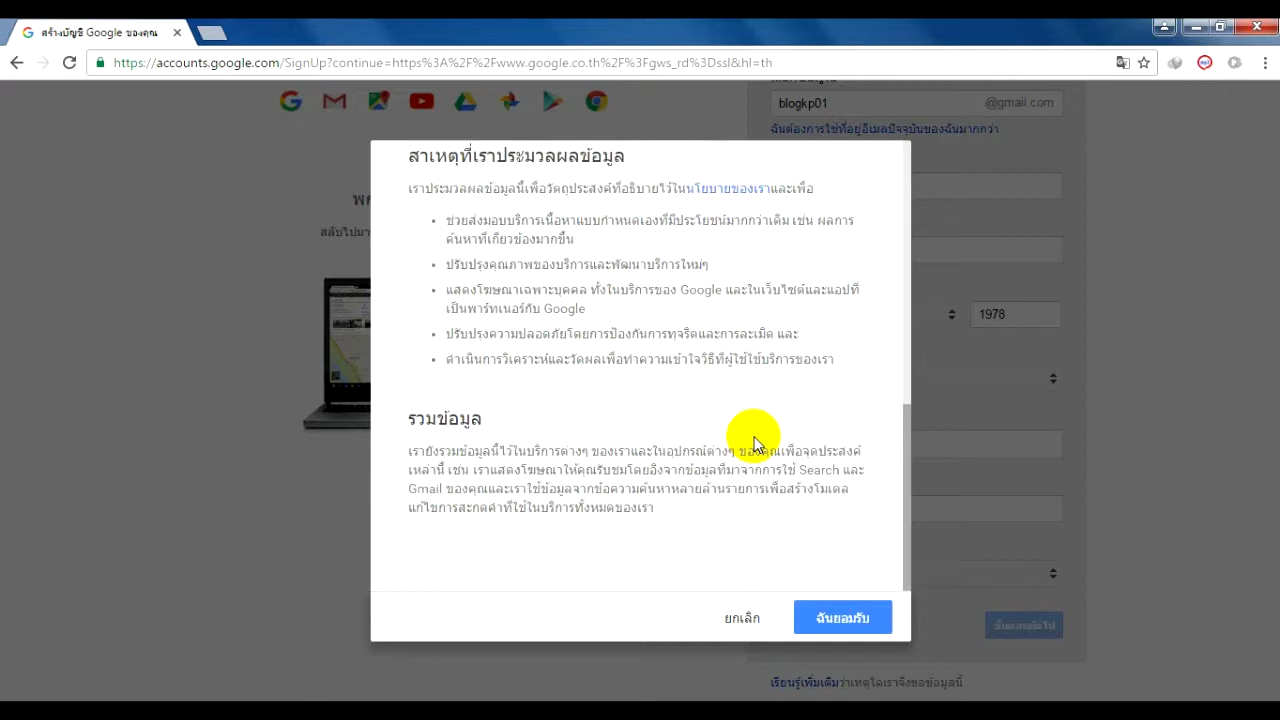 สร้างบัญชี Google ของคุณ
https://accounts.google.com/SignUp?continue=https%3A%2F%2Fwww.google.co.th%2F%3Fgws_rd%3Dssl&hl=th
blogkp01 @gmail.com
ฉันต้องการใช้ที่อยู่อีเมลปัจจุบันของฉันมากกว่า
สาเหตุที่เราประมวลผลข้อมูล
เราประมวลผลข้อมูลนี้เพื่อวัตถุประสงค์ที่อธิบายไว้ในนโยบายของเราและเพื่อ
ช่วยส่งมอบบริการเนื้อหาแบบกำหนดเองที่มีประโยชน์มากกว่าเดิม เช่น ผลการ
ค้นหาที่เกี่ยวข้องมากขึ้น
ปรับปรุงคุณภาพของบริการและพัฒนาบริการใหม่ๆ
แสดงโฆษณาเฉพาะบุคคล ทั้งในบริการของ Google และในเว็บไซต์และแอปที่
เป็นพาร์ทเนอร์กับ Google
ปรับปรุงความปลอดภัยโดยการป้องกันการทุจริตและการละเมิด และ
ดำเนินการวิเคราะห์และวัดผลเพื่อทำความเข้าใจวิธีที่ผู้ใช้ใช้บริการของเรา
1978
รวมข้อมูล
เรายังรวมข้อมูลนี้ไว้ในบริการต่างๆ ของเราและในอุปกรณ์ต่างๆ ของคุณเพื่อจุดประสงค์
เหล่านี้ เช่น เราแสดงโฆษณาให้คุณรับชมโดยอิงจากข้อมูลที่มาจากการใช้ Search และ
Gmail ของคุณและเราใช้ข้อมูลจากข้อความค้นหาหลายล้านรายการเพื่อสร้างโมเดล
แก้ไขการสะกดคำที่ใช้ในบริการทั้งหมดของเรา
ยกเลิก
ฉันยอมรับ
ขั้นตอนต่อไป
เรียนรู้เพิ่มเติมว่าเหตุใดเราจึงขอข้อมูลนี้